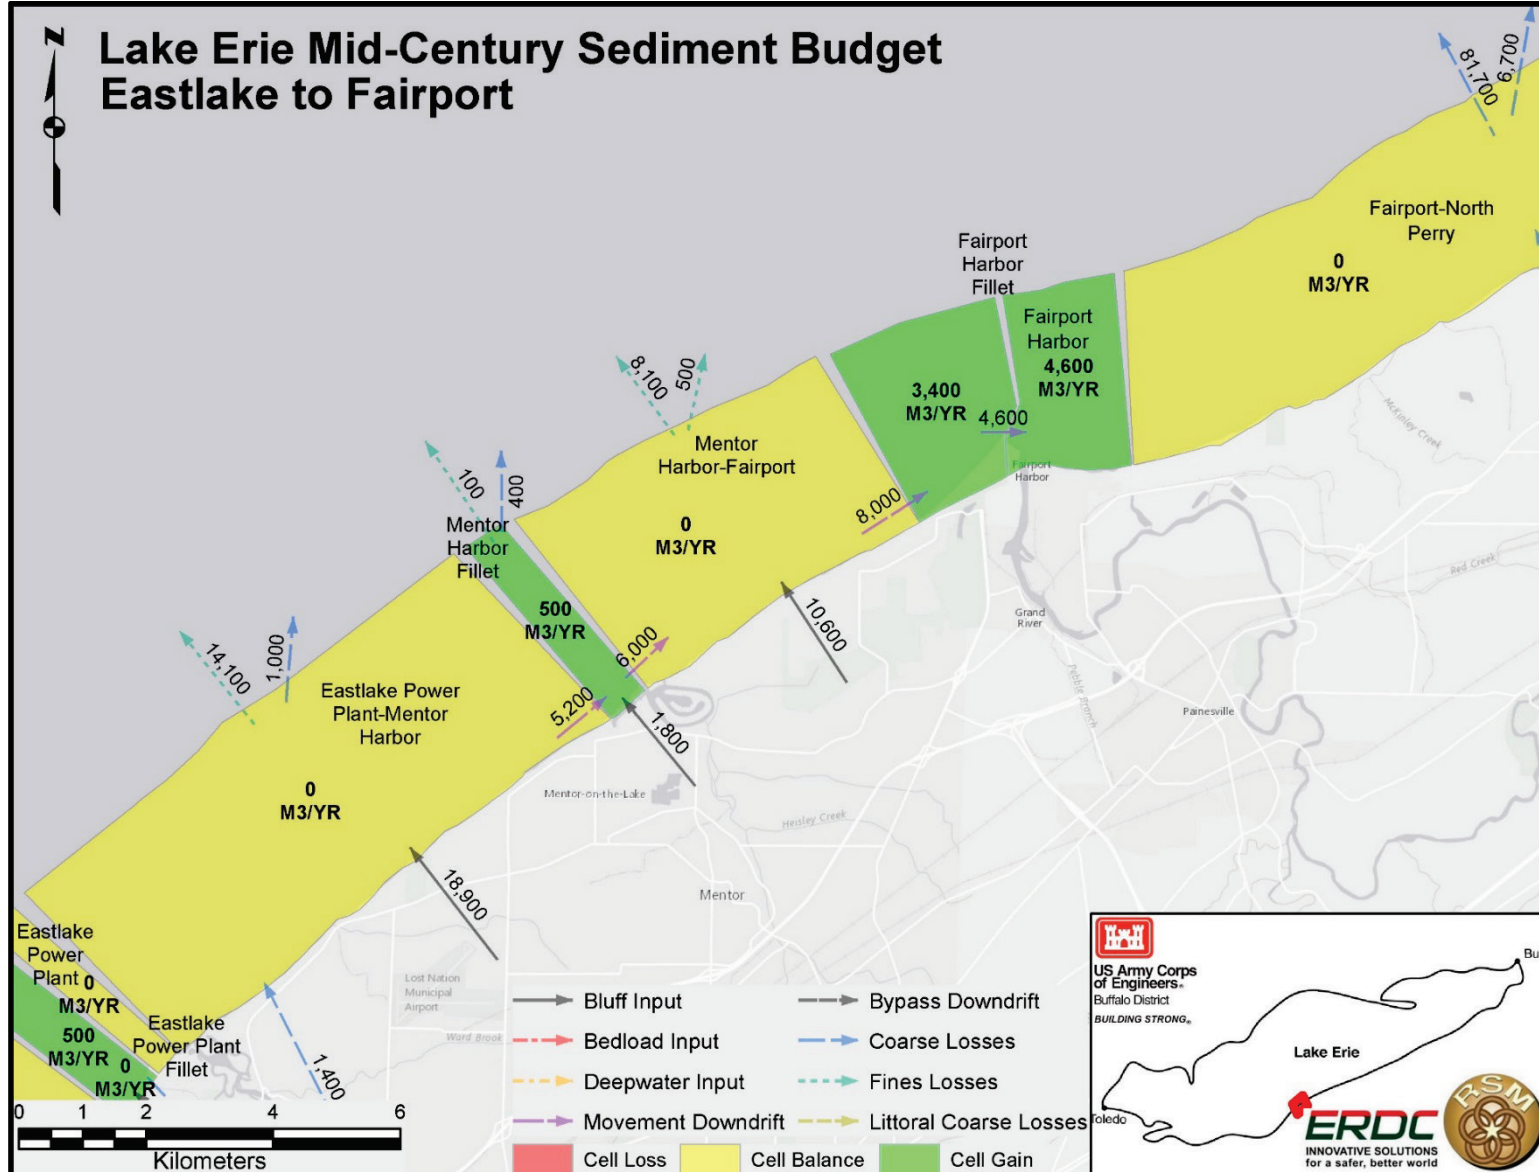 Lake Erie Mid-Century Sediment Budget
Eastlake to Fairport
N
81,700
6,700
Fairport-North
Perry
0
M3/YR
Fairport
Harbor
Fillet
Fairport
Harbor
4,600
M3/YR
3,400
M3/YR
4,600
8,100
500
Mentor
Harbor-Fairport
0
M3/YR
8,000
Fairport
Harbor
McKinley Creek
Red Creek
100
400
Mentor
Harbor
Fillet
500
M3/YR
6,000
10,600
Grand
River
Pebble Branch
Painesville
14,100
1,000
Eastlake Power
Plant-Mentor
Harbor
0
M3/YR
5,200
1,800
Mentor-on-the-Lake
Heisley Creek
Mentor
18,900
Eastlake
Power
Plant
0
M3/YR
500
M3/YR
0
M3/YR
Eastlake
Power Plant
Fillet
1,400
Lost Nation
Municipal
Airport
Ward Brook
0 1 2 4 6
Kilometers
Bluff Input
Bypass Downdrift
Bedload Input
Coarse Losses
Deepwater Input
Fines Losses
Movement Downdrift
Littoral Coarse Losses
Cell Loss
Cell Balance
Cell Gain
US Army Corps
of Engineers®
Buffalo District
BUILDING STRONG®
Bu
Lake Erie
Toledo
ERDC
INNOVATIVE SOLUTIONS
for a safer, better world
RSM